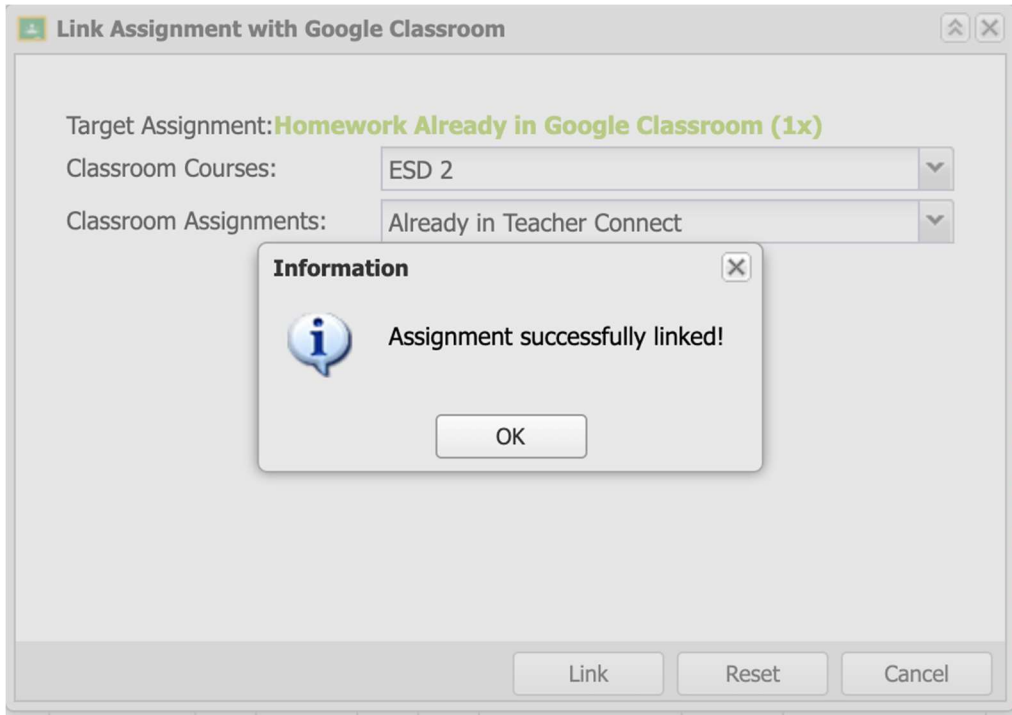 Link Assignment with Google Classroom
Target Assignment:Homework Already in Google Classroom (1x)
Classroom Courses: ESD 2
Classroom Assignments: Already in Teacher Connect
Information
Assignment successfully linked!
OK
Link Reset Cancel